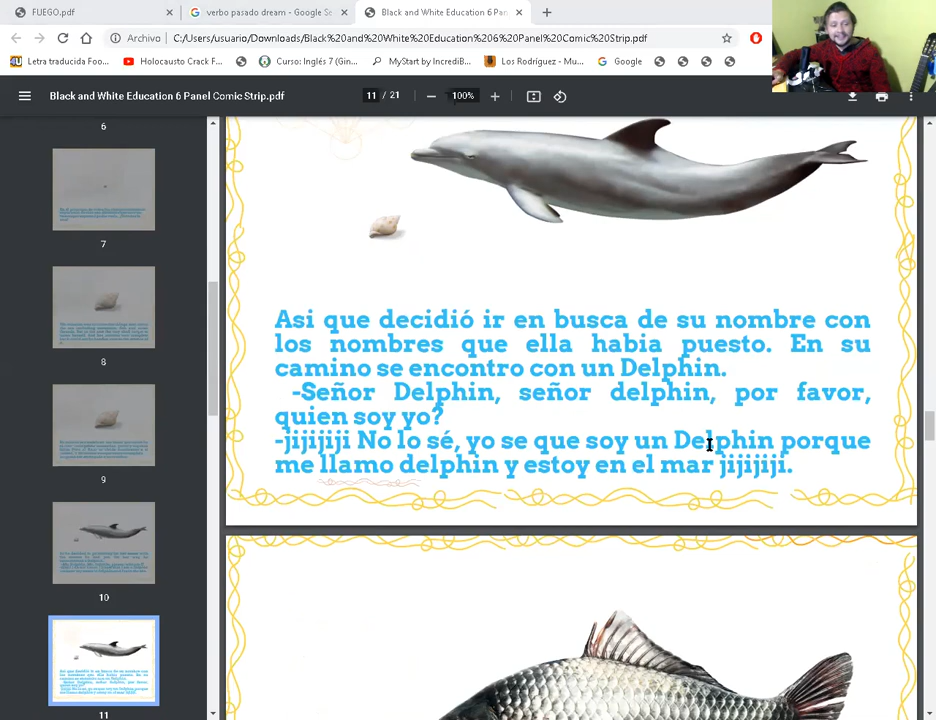 FUEGO.pdf
verbo pasado dream - Google Se
Black and White Education 6 Pan
Archivo
C:/Users/usuario/Downloads/Black%20and%20White%20Education%206%20Panel%20Comic%20Strip.pdf
Letra traducida Foo...
Holocausto Crack F...
Curso: Inglés 7 (Gin...
MyStart by IncrediB...
Los Rodríguez - Mu...
Google
Black and White Education 6 Panel Comic Strip.pdf
11 / 21
100%
6
7
8
9
10
11
Asi que decidió ir en busca de su nombre con
los nombres que ella habia puesto. En su
camino se encontro con un Delphin.
-Señor Delphin, señor delphin, por favor,
quien soy yo?
-jijijiji No lo sé, yo se que soy un Delphin porque
me llamo delphin y estoy en el mar jijijiji.